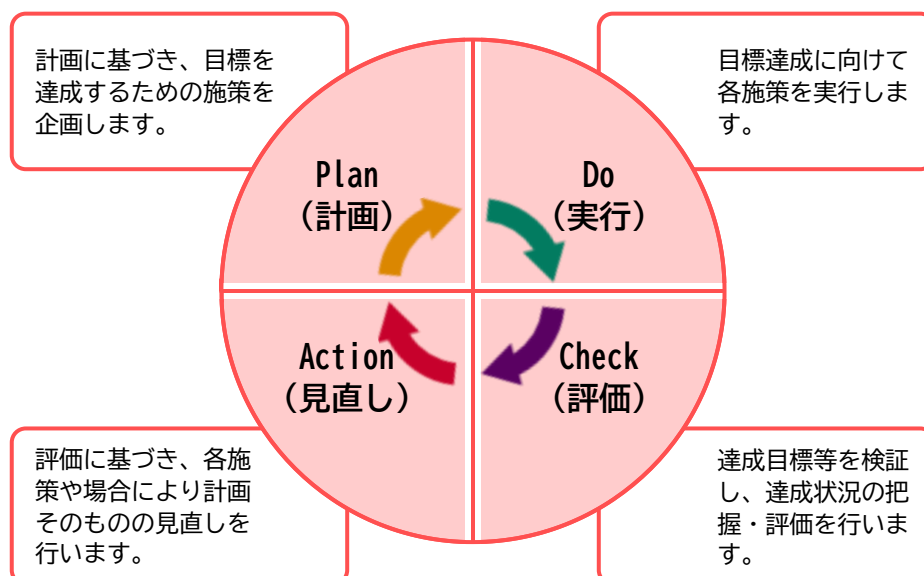 計画に基づき、目標を
達成するための施策を
企画します。
目標達成に向けて
各施策を実行しま
す。
Plan
（計画）
Do
（実行）
Action
（見直し）
Check
（評価）
評価に基づき、各施
策や場合により計画
そのものの見直しを
行います。
達成目標等を検証
し、達成状況の把
握・評価を行いま
す。